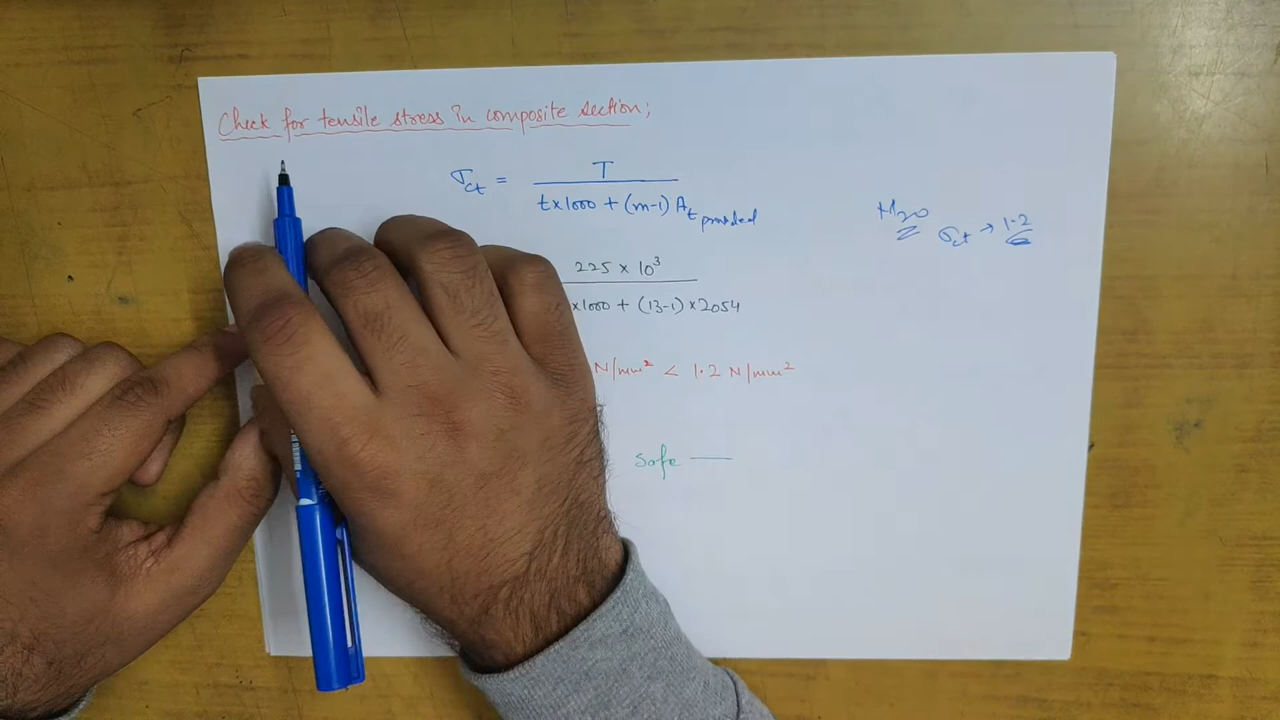 Check for tensile stress in composite section;
σct = T / t×1000 + (m-1) At provided
M20
σct → 1.2
225 × 10³
×1000 + (13-1) × 2054
N/mm² < 1.2 N/mm²
Safe —